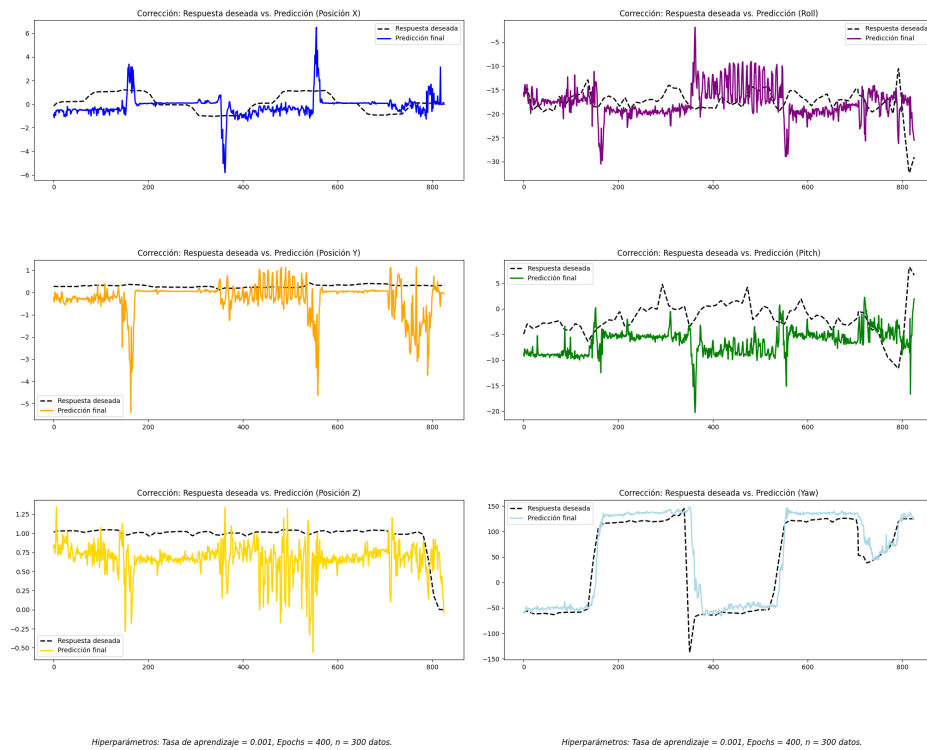 Corrección: Respuesta deseada vs. Predicción (Posición X)
Respuesta deseada
Predicción final
6
4
2
0
−2
−4
−6
0 200 400 600 800
Corrección: Respuesta deseada vs. Predicción (Roll)
Respuesta deseada
Predicción final
−5
−10
−15
−20
−25
−30
0 200 400 600 800
Corrección: Respuesta deseada vs. Predicción (Posición Y)
1
0
−1
−2
−3
−4
−5
Respuesta deseada
Predicción final
0 200 400 600 800
Corrección: Respuesta deseada vs. Predicción (Pitch)
Respuesta deseada
Predicción final
5
0
−5
−10
−15
−20
0 200 400 600 800
Corrección: Respuesta deseada vs. Predicción (Posición Z)
1.25
1.00
0.75
0.50
0.25
0.00
−0.25
−0.50
Respuesta deseada
Predicción final
0 200 400 600 800
Corrección: Respuesta deseada vs. Predicción (Yaw)
Respuesta deseada
Predicción final
150
100
50
0
−50
−100
−150
0 200 400 600 800
Hiperparámetros: Tasa de aprendizaje = 0.001, Epochs = 400, n = 300 datos.
Hiperparámetros: Tasa de aprendizaje = 0.001, Epochs = 400, n = 300 datos.